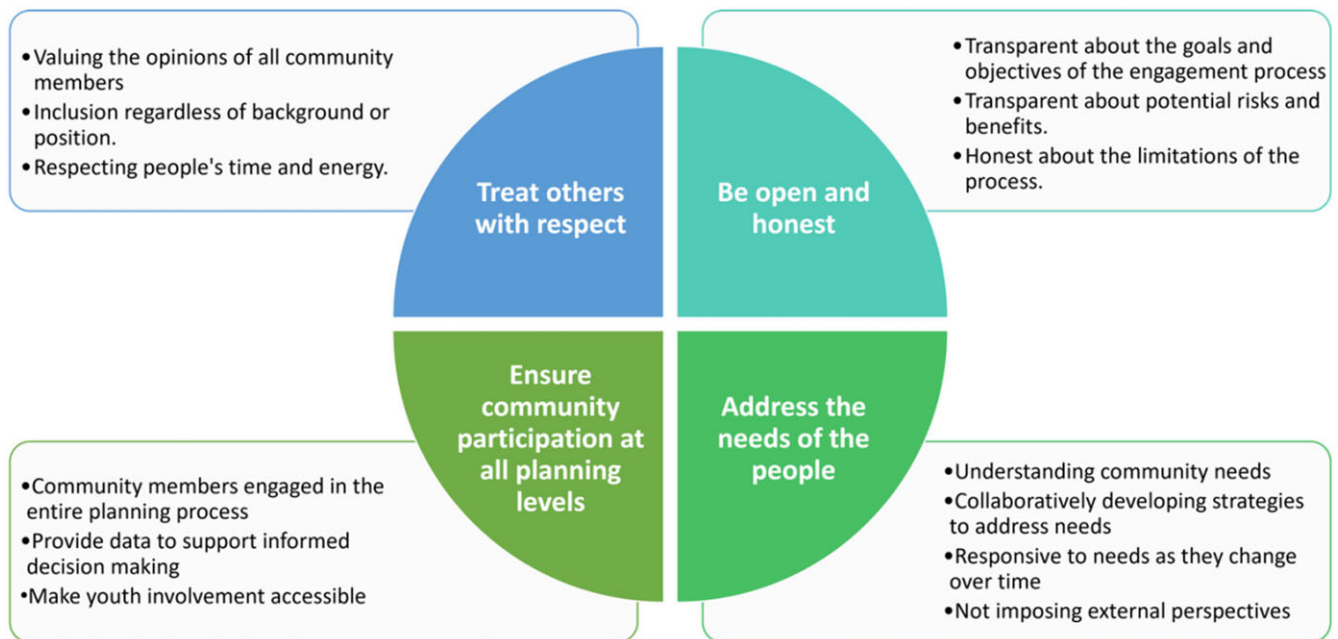 •Valuing the opinions of all community
members
•Inclusion regardless of background or
position.
•Respecting people's time and energy.
Treat others
with respect
•Transparent about the goals and
objectives of the engagement process
•Transparent about potential risks and
benefits.
•Honest about the limitations of the
process.
Be open and
honest
Ensure
community
participation at
all planning
levels
•Community members engaged in the
entire planning process
•Provide data to support informed
decision making
•Make youth involvement accessible
Address the
needs of the
people
•Understanding community needs
•Collaboratively developing strategies
to address needs
•Responsive to needs as they change
over time
•Not imposing external perspectives